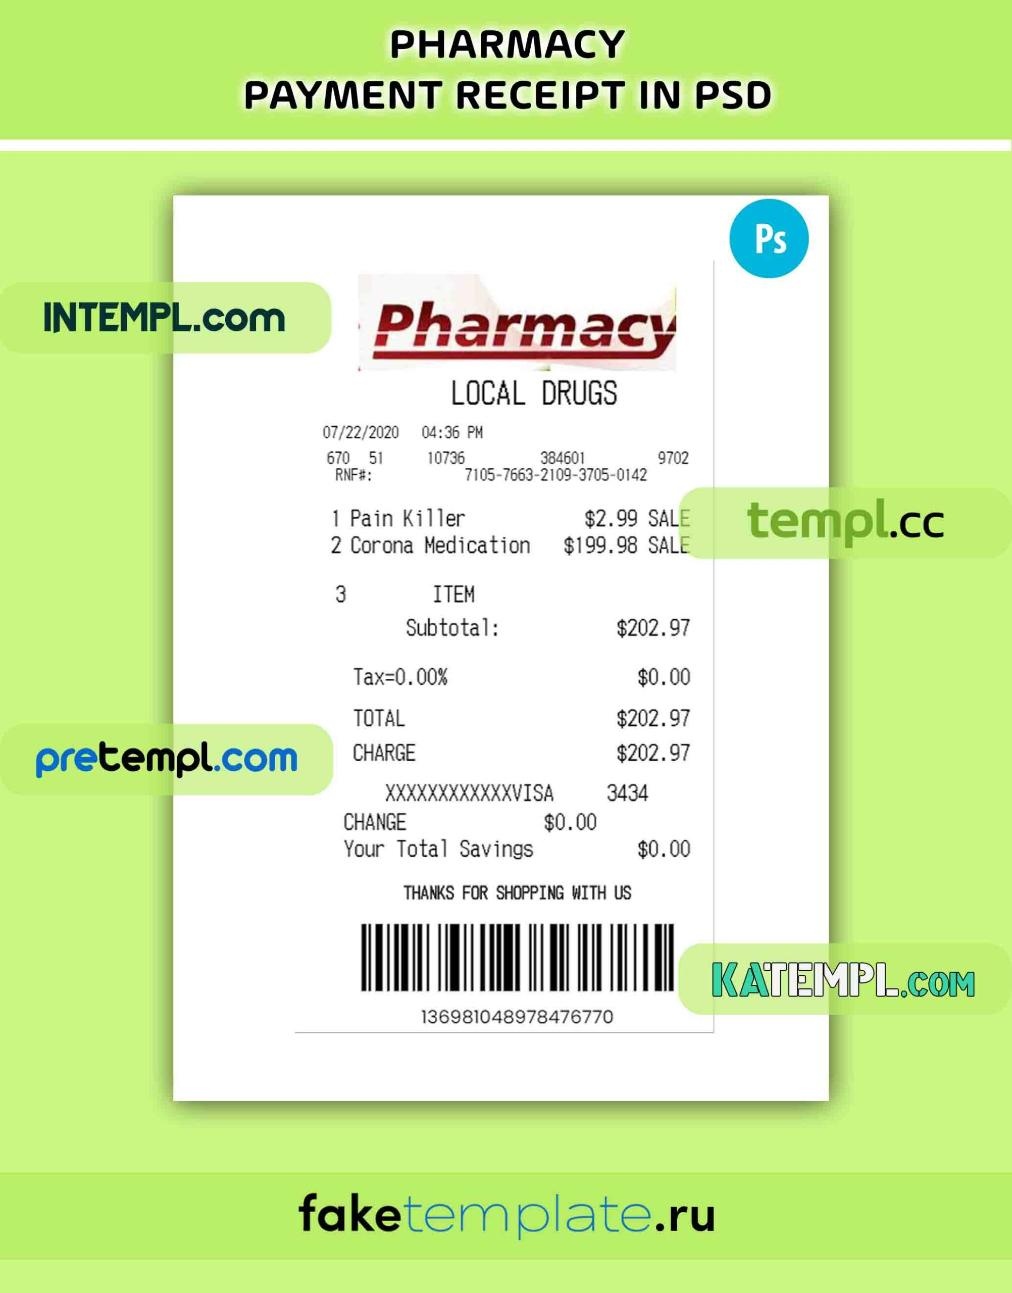 PHARMACY
PAYMENT RECEIPT IN PSD
Ps
INTEMPL.com
Pharmacy
LOCAL DRUGS
07/22/2020 04:36 PM
670 51 10736 384601 9702
RNF#: 7105-7663-2109-3705-0142
1 Pain Killer $2.99 SALE
2 Corona Medication $199.98 SALE
templ.cc
3 ITEM
Subtotal: $202.97
Tax=0.00% $0.00
TOTAL $202.97
CHARGE $202.97
pretempl.com
XXXXXXXXXXXXVISA 3434
CHANGE $0.00
Your Total Savings $0.00
THANKS FOR SHOPPING WITH US
KATEMPL.COM
136981048978476770
faketemplate.ru